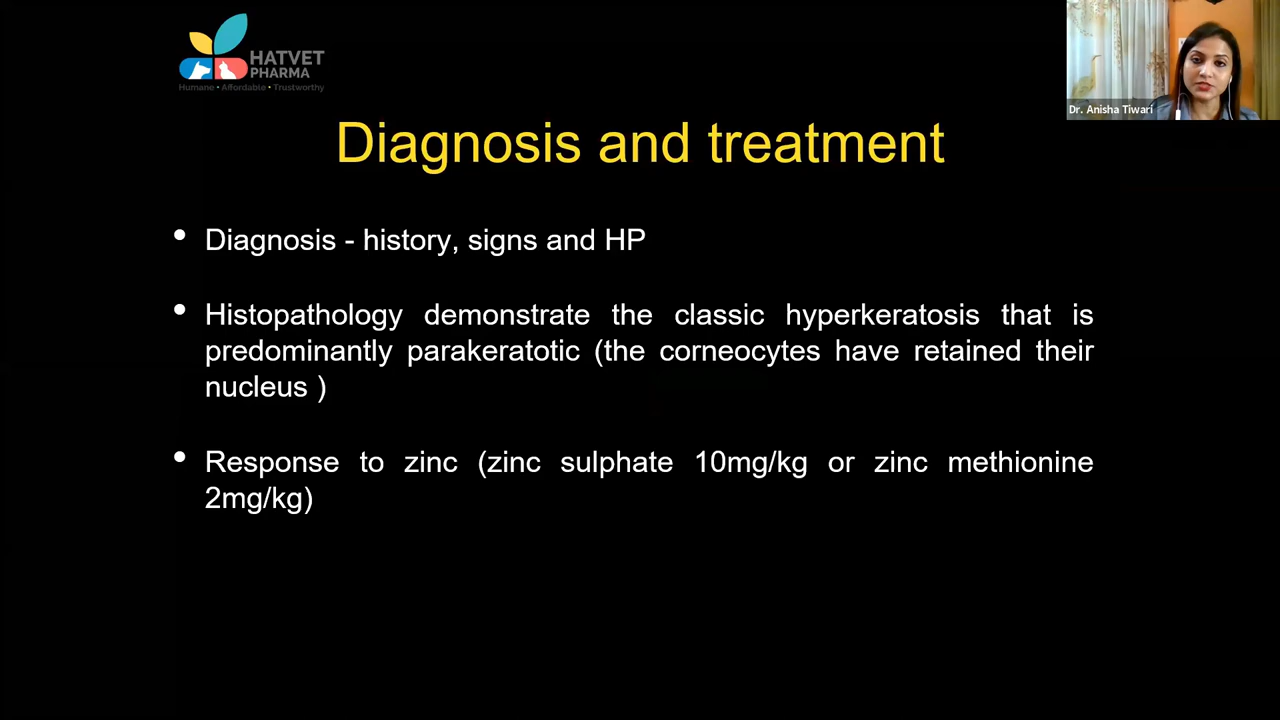 HATVET
PHARMA
Humane • Affordable • Trustworthy
Dr. Anisha Tiwari
Diagnosis and treatment
• Diagnosis - history, signs and HP
• Histopathology demonstrate the classic hyperkeratosis that is
predominantly parakeratotic (the corneocytes have retained their
nucleus )
• Response to zinc (zinc sulphate 10mg/kg or zinc methionine
2mg/kg)